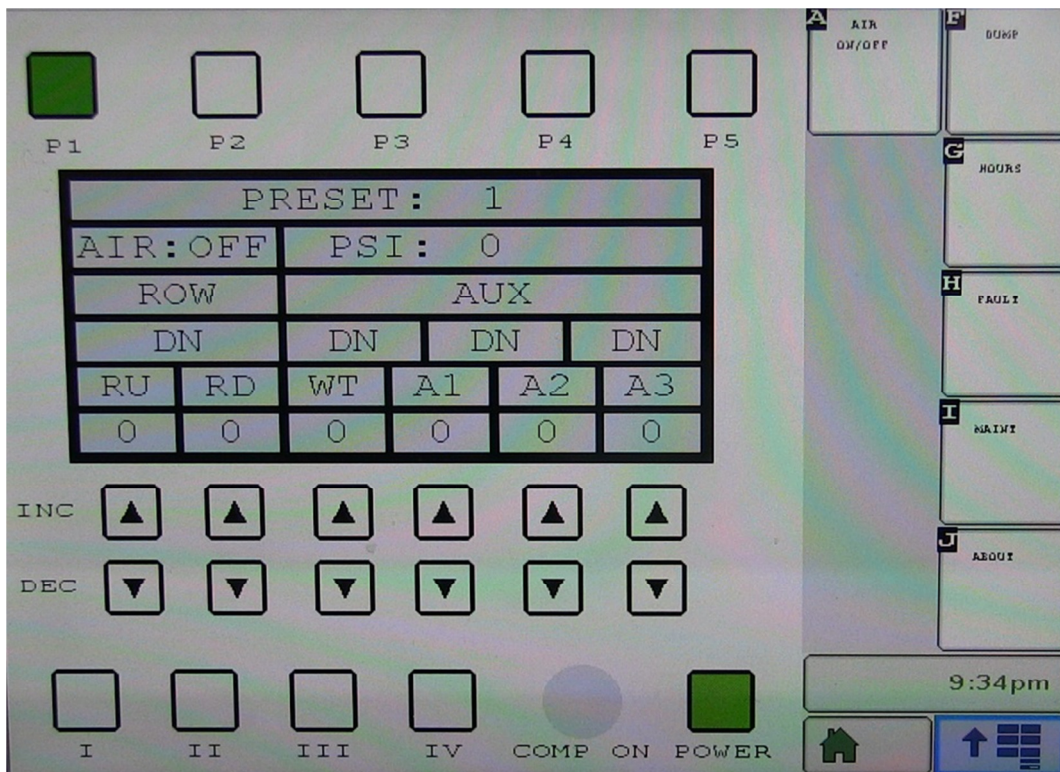 P1 P2 P3 P4 P5
PRESET: 1
AIR:OFF PSI: 0
ROW AUX
DN DN DN DN
RU RD WT A1 A2 A3
0 0 0 0 0 0
INC
DEC
I II III IV COMP ON POWER
A AIR
ON/OFF
F DUMP
G HOURS
H FAULT
I MAINT
J ABOUT
9:34pm